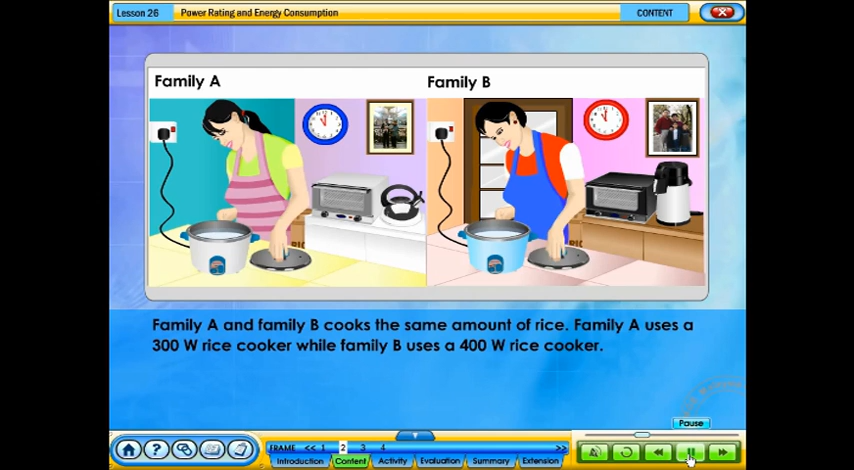 Lesson 26 Power Rating and Energy Consumption CONTENT
Family A Family B
Family A and family B cooks the same amount of rice. Family A uses a
300 W rice cooker while family B uses a 400 W rice cooker.
Pause
FRAME << 1 2 3 4 >>
Introduction Content Activity Evaluation Summary Extension